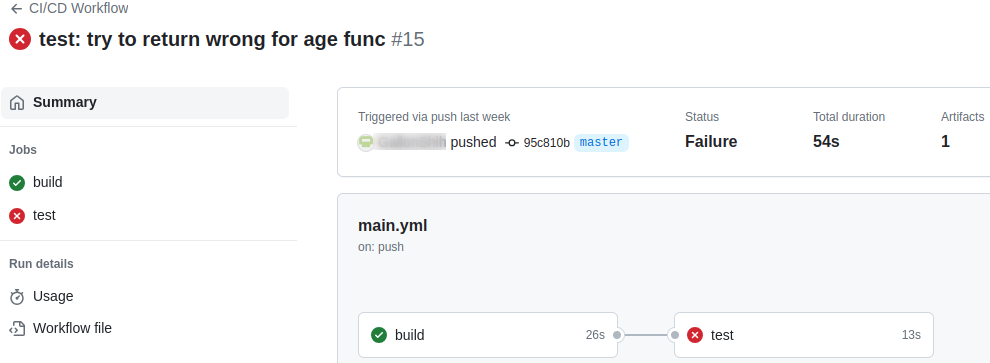 CI/CD Workflow
test: try to return wrong for age func #15
Summary
Jobs
build
test
Run details
Usage
Workflow file
Triggered via push last week
pushed 95c810b master
Status
Failure
Total duration
54s
Artifacts
1
main.yml
on: push
build 26s
test 13s